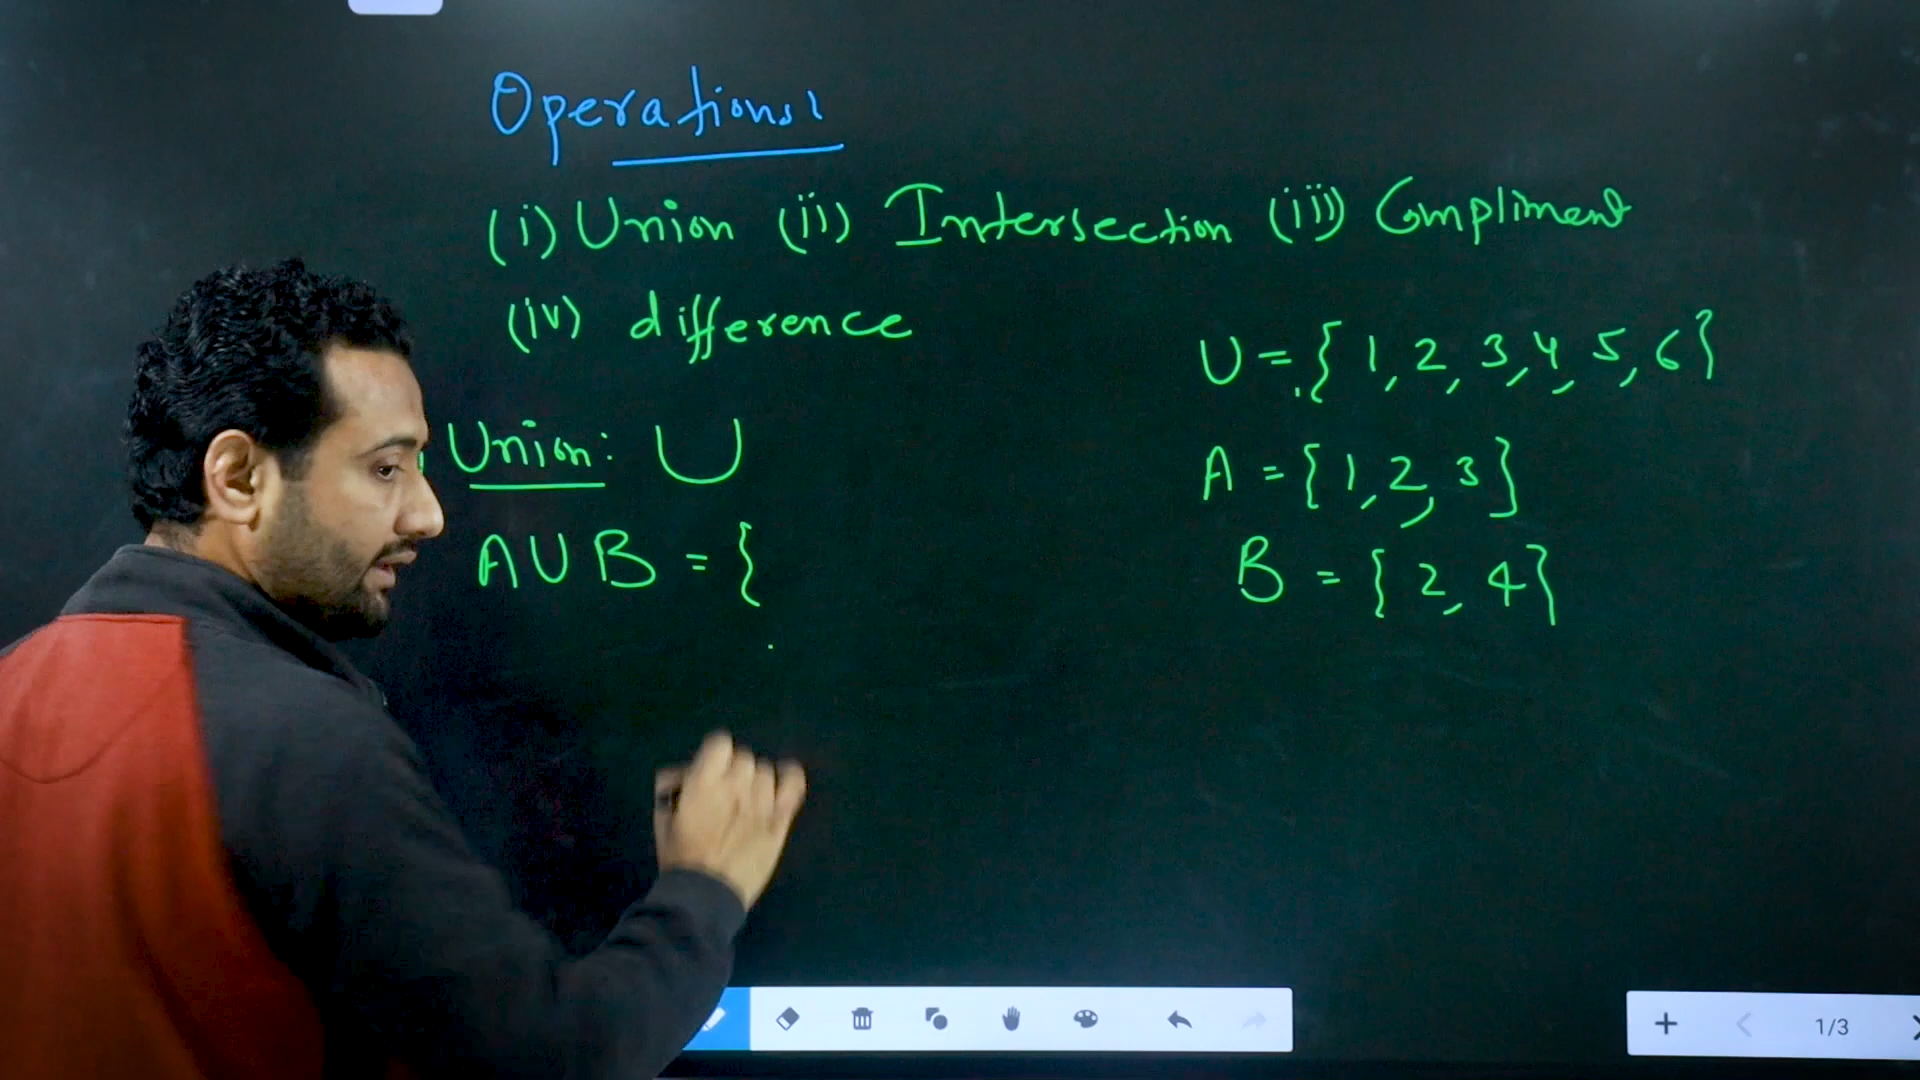 Operations:
(i) Union (ii) Intersection (iii) Compliment
(iv) difference
U = { 1, 2, 3, 4, 5, 6 }
Union: ∪
A = { 1, 2, 3 }
A ∪ B = {
B = { 2, 4 }
1/3